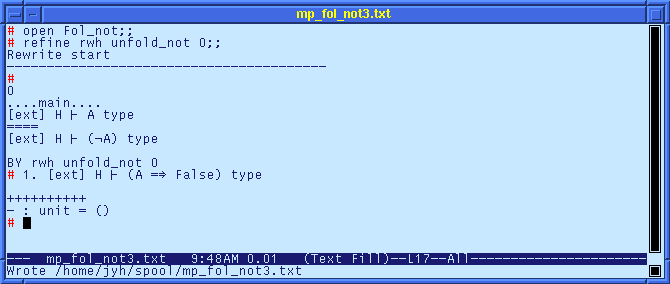 mp_fol_not3.txt
# open Fol_not;;
# refine rwh unfold_not 0;;
Rewrite start
----------------------------------------
#
0
....main....
[ext] H ⊢ A type
====
[ext] H ⊢ (¬A) type
BY rwh unfold_not 0
# 1. [ext] H ⊢ (A ⇒ False) type
++++++++++
- : unit = ()
#
--- mp_fol_not3.txt 9:48AM 0.01 (Text Fill)--L17--All----------------------
Wrote /home/jyh/spool/mp_fol_not3.txt